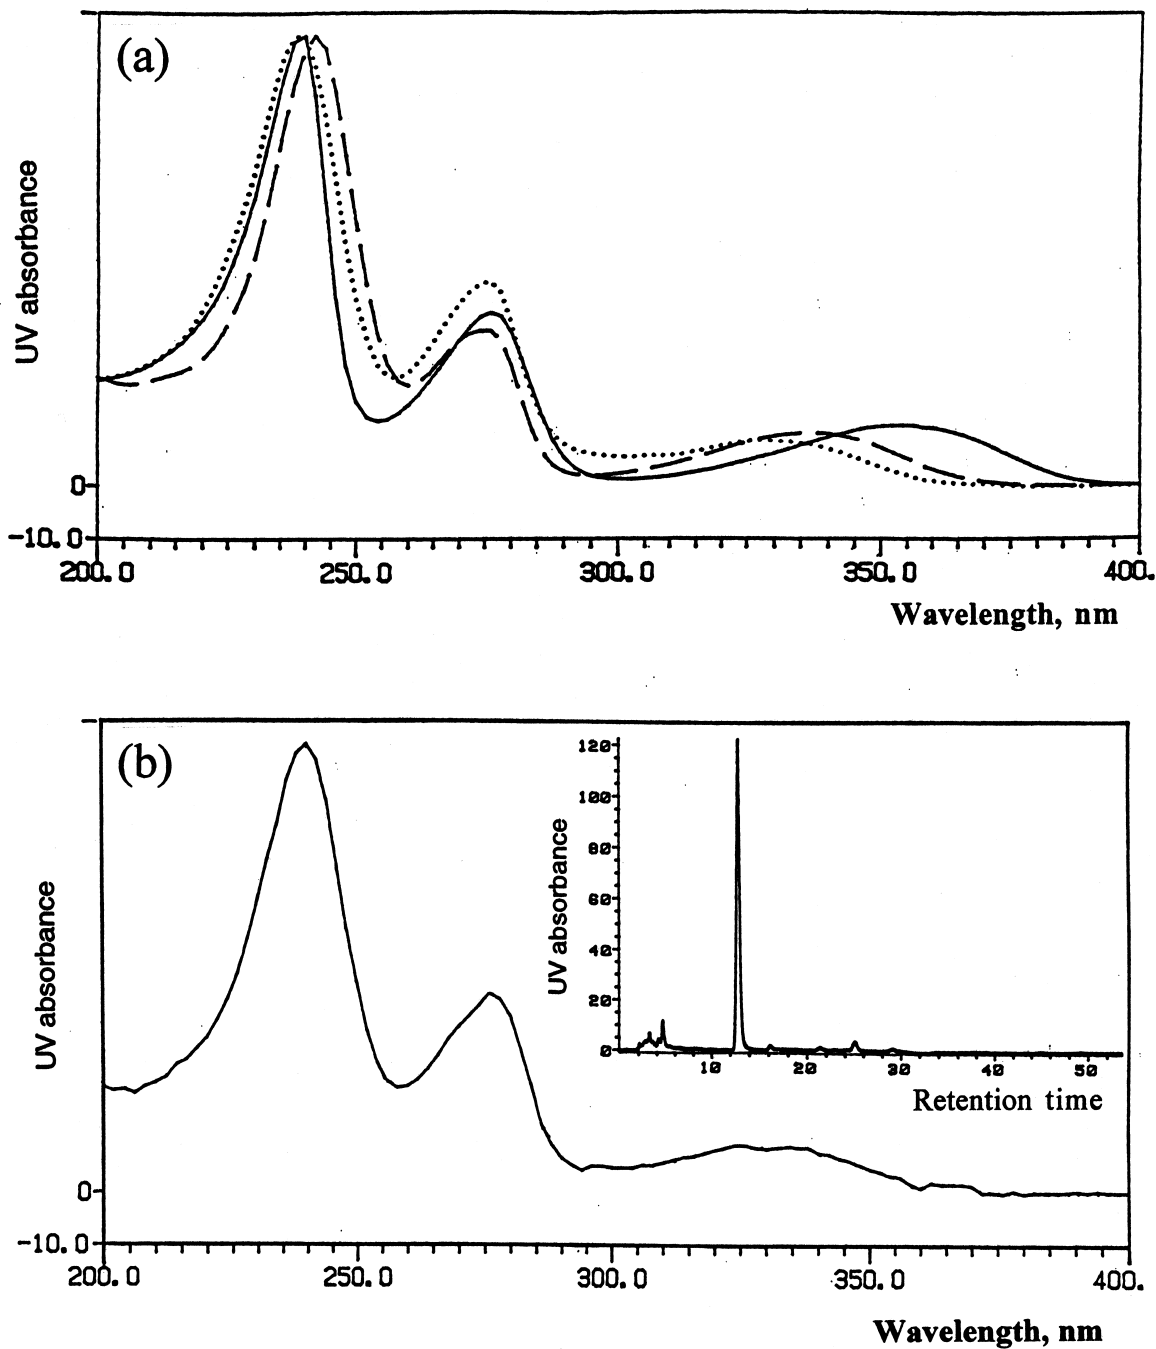 (a)
UV absorbance
0
-10.0
200.0 250.0 300.0 350.0 400.
Wavelength, nm
(b)
UV absorbance
0
-10.0
200.0 250.0 300.0 350.0 400.
Wavelength, nm
UV absorbance
120
100
80
60
40
20
0
10 20 30 40 50
Retention time